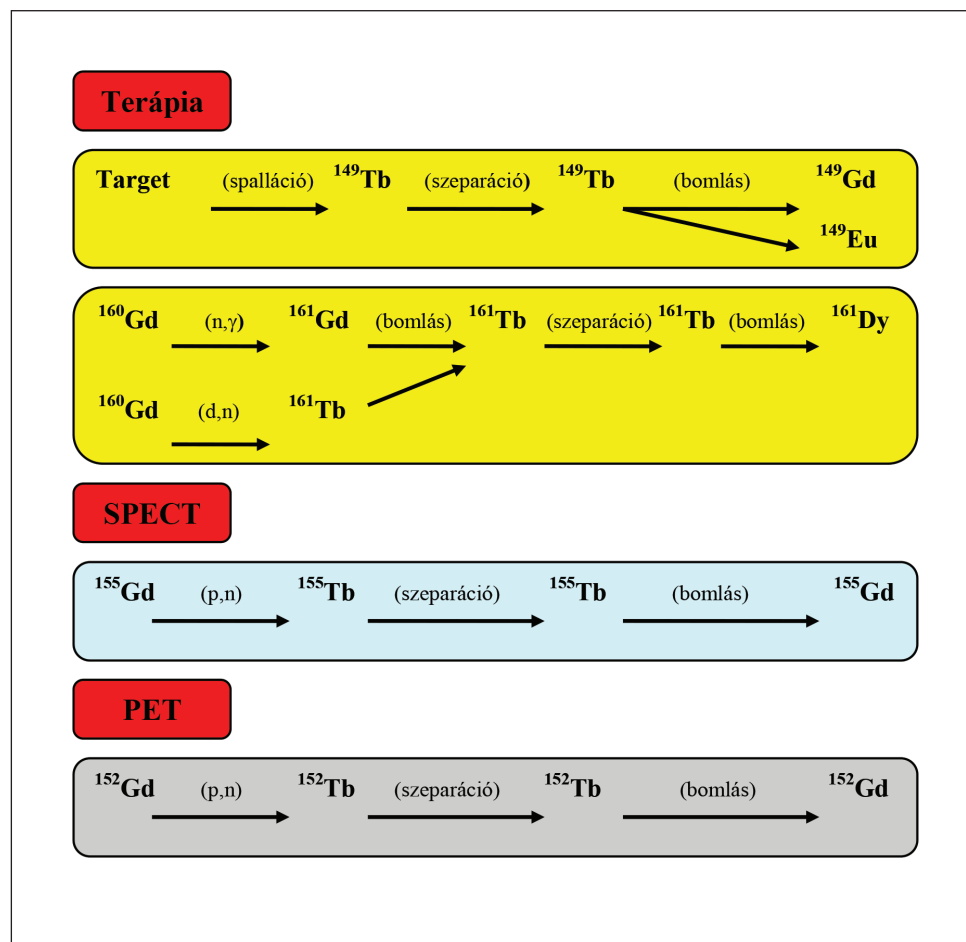 Terápia
Target (spalláció) ¹⁴⁹Tb (szeparáció) ¹⁴⁹Tb (bomlás) ¹⁴⁹Gd
¹⁴⁹Eu
¹⁶⁰Gd (n,γ) ¹⁶¹Gd (bomlás) ¹⁶¹Tb (szeparáció) ¹⁶¹Tb (bomlás) ¹⁶¹Dy
¹⁶⁰Gd (d,n) ¹⁶¹Tb
SPECT
¹⁵⁵Gd (p,n) ¹⁵⁵Tb (szeparáció) ¹⁵⁵Tb (bomlás) ¹⁵⁵Gd
PET
¹⁵²Gd (p,n) ¹⁵²Tb (szeparáció) ¹⁵²Tb (bomlás) ¹⁵²Gd